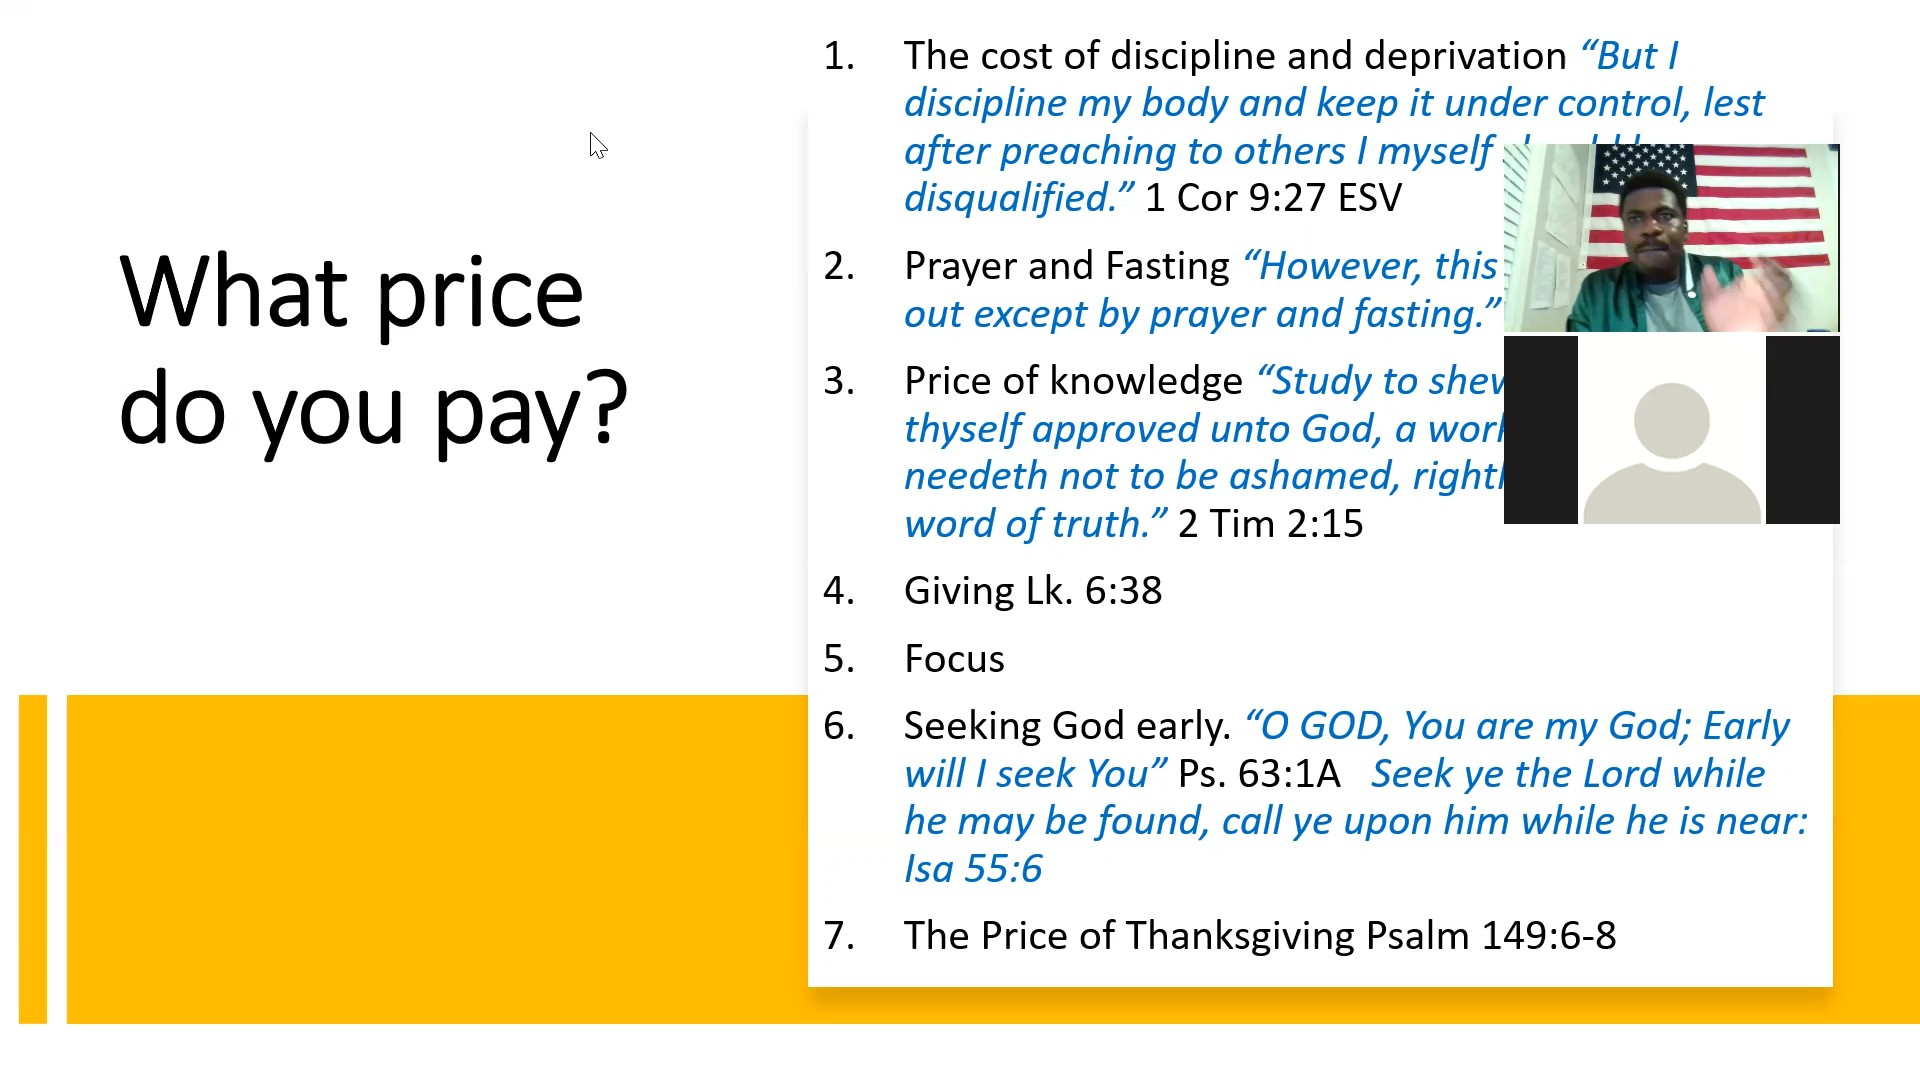 What price
do you pay?
1. The cost of discipline and deprivation “But I
discipline my body and keep it under control, lest
after preaching to others I myself
disqualified.” 1 Cor 9:27 ESV
2. Prayer and Fasting “However, this
out except by prayer and fasting.”
3. Price of knowledge “Study to shew
thyself approved unto God, a
needeth not to be ashamed,
word of truth.” 2 Tim 2:15
4. Giving Lk. 6:38
5. Focus
6. Seeking God early. “O GOD, You are my God; Early
will I seek You” Ps. 63:1A Seek ye the Lord while
he may be found, call ye upon him while he is near:
Isa 55:6
7. The Price of Thanksgiving Psalm 149:6-8